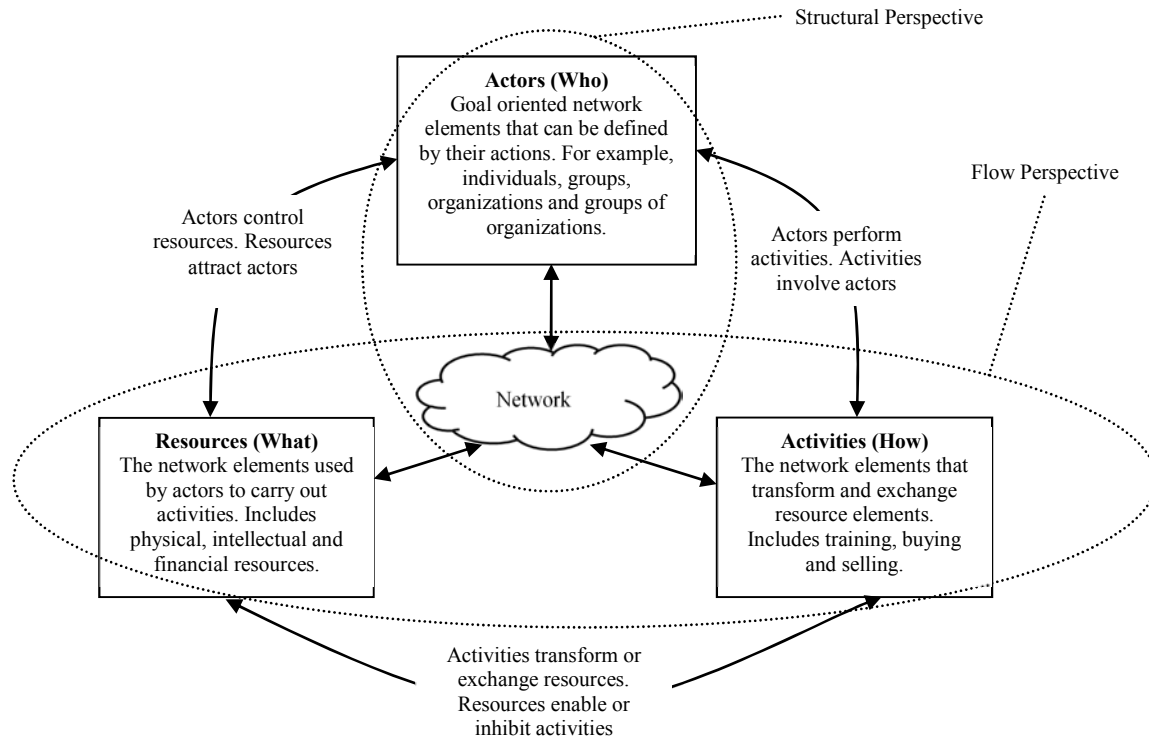 Structural Perspective
Actors (Who)
Goal oriented network
elements that can be defined
by their actions. For example,
individuals, groups,
organizations and groups of
organizations.
Flow Perspective
Actors control
resources. Resources
attract actors
Actors perform
activities. Activities
involve actors
Network
Resources (What)
The network elements used
by actors to carry out
activities. Includes
physical, intellectual and
financial resources.
Activities (How)
The network elements that
transform and exchange
resource elements.
Includes training, buying
and selling.
Activities transform or
exchange resources.
Resources enable or
inhibit activities